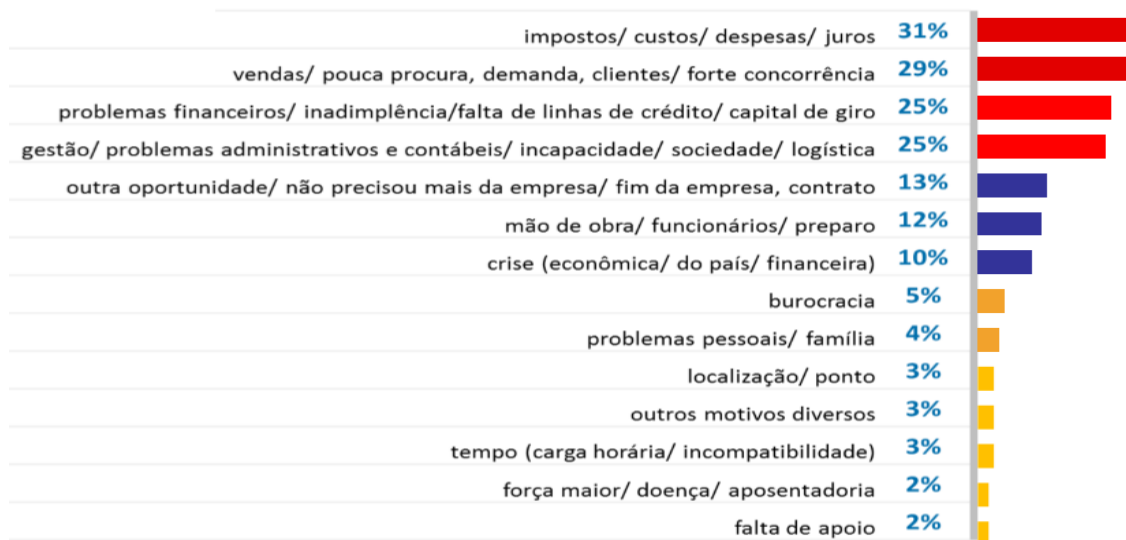 impostos/ custos/ despesas/ juros 31%
vendas/ pouca procura, demanda, clientes/ forte concorrência 29%
problemas financeiros/ inadimplência/falta de linhas de crédito/ capital de giro 25%
gestão/ problemas administrativos e contábeis/ incapacidade/ sociedade/ logística 25%
outra oportunidade/ não precisou mais da empresa/ fim da empresa, contrato 13%
mão de obra/ funcionários/ preparo 12%
crise (econômica/ do país/ financeira) 10%
burocracia 5%
problemas pessoais/ família 4%
localização/ ponto 3%
outros motivos diversos 3%
tempo (carga horária/ incompatibilidade) 3%
força maior/ doença/ aposentadoria 2%
falta de apoio 2%